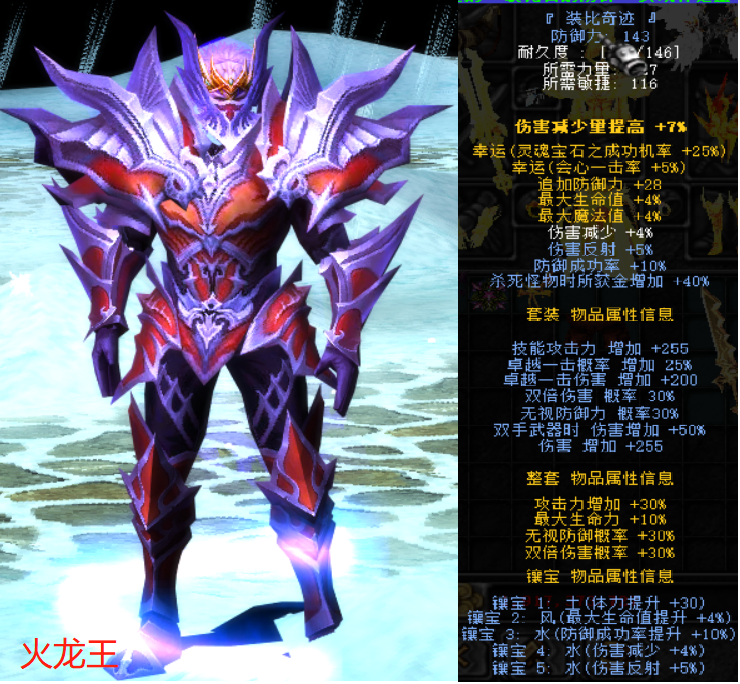 『 装比奇迹 』
防御力: 143
耐久度 : [ /146]
所需力量: 7
所需敏捷: 116
伤害减少量提高 +7%
幸运(灵魂宝石之成功机率 +25%)
幸运(会心一击率 +5%)
追加防御力 +28
最大生命值 +4%
最大魔法值 +4%
伤害减少 +4%
伤害反射 +5%
防御成功率 +10%
杀死怪物时所获金增加 +40%
套装 物品属性信息
技能攻击力 增加 +255
卓越一击概率 增加 25%
卓越一击伤害 增加 +200
双倍伤害 概率 30%
无视防御力 概率30%
双手武器时 伤害增加 +50%
伤害 增加 +255
整套 物品属性信息
攻击力增加 +30%
最大生命力 +10%
无视防御概率 +30%
双倍伤害概率 +30%
镶宝 物品属性信息
镶宝 1: 土(体力提升 +30)
镶宝 2: 风(最大生命值提升 +4%)
镶宝 3: 水(防御成功率提升 +10%)
镶宝 4: 水(伤害减少 +4%)
镶宝 5: 水(伤害反射 +5%)
火龙王